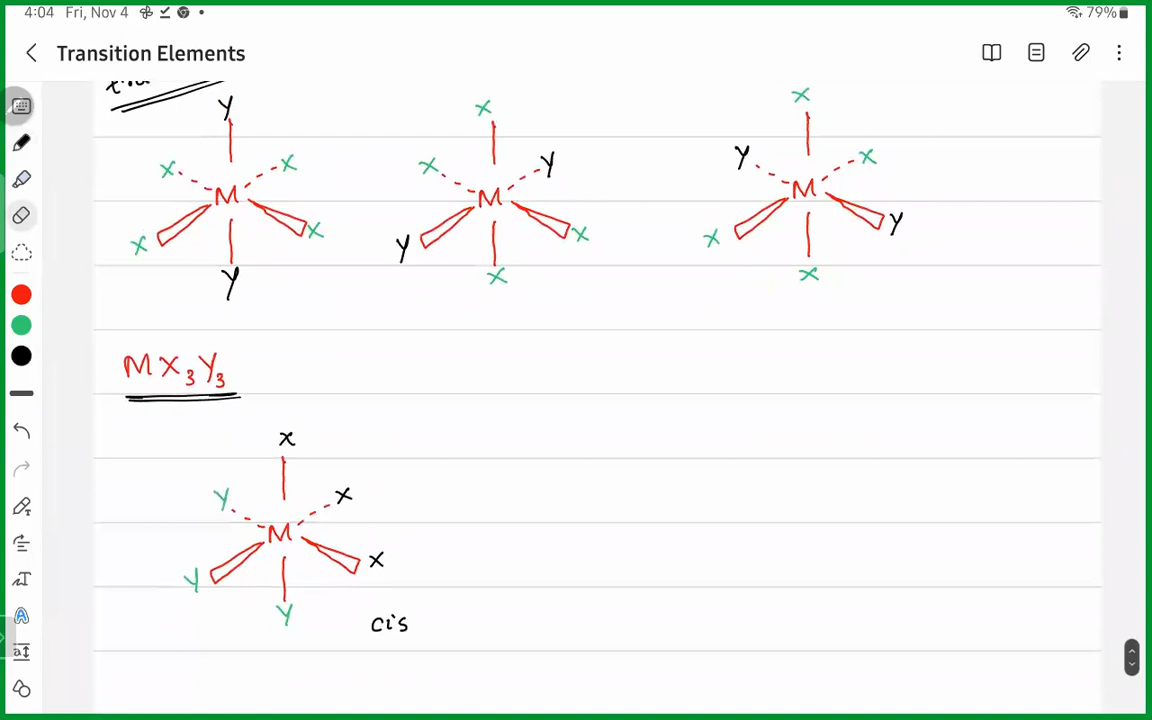 4:04 Fri, Nov 4
79%
Transition Elements
Y X X
X X X Y Y X
M M M
X X Y X X Y
Y X X
MX₃Y₃
X
Y X
M
Y X
Y
cis